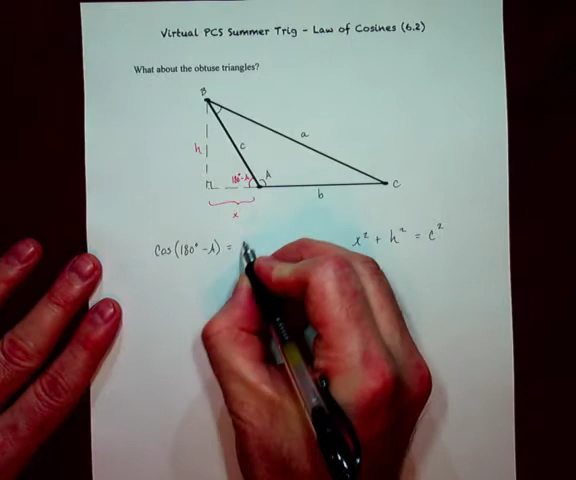 Virtual PCS Summer Trig - Law of Cosines (6.2)
What about the obtuse triangles?
B
a
h
c
180°-A
A
C
b
x
cos(180° - A) =
x² + h² = c²